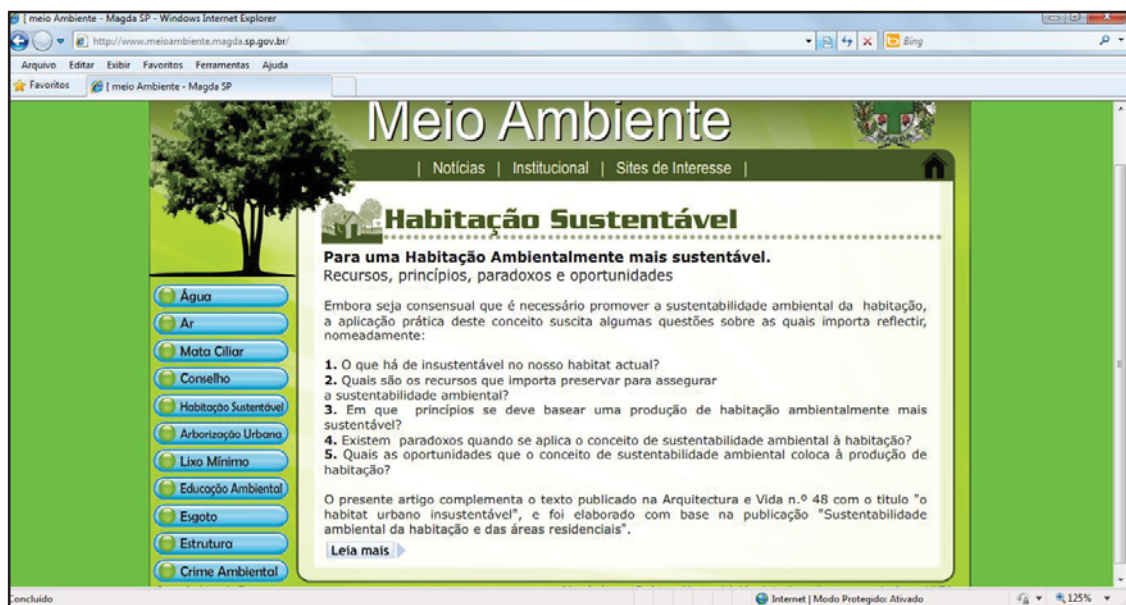 [ meio Ambiente - Magda SP - Windows Internet Explorer
http://www.meioambiente.magda.sp.gov.br/
Bing
Arquivo Editar Exibir Favoritos Ferramentas Ajuda
Favoritos [ meio Ambiente - Magda SP
Meio Ambiente
| Notícias | Institucional | Sites de Interesse |
Habitação Sustentável
Para uma Habitação Ambientalmente mais sustentável.
Recursos, princípios, paradoxos e oportunidades
Embora seja consensual que é necessário promover a sustentabilidade ambiental da habitação,
a aplicação prática deste conceito suscita algumas questões sobre as quais importa reflectir,
nomeadamente:
1. O que há de insustentável no nosso habitat actual?
2. Quais são os recursos que importa preservar para assegurar
a sustentabilidade ambiental?
3. Em que princípios se deve basear uma produção de habitação ambientalmente mais
sustentável?
4. Existem paradoxos quando se aplica o conceito de sustentabilidade ambiental à habitação?
5. Quais as oportunidades que o conceito de sustentabilidade ambiental coloca à produção de
habitação?
O presente artigo complementa o texto publicado na Arquitectura e Vida n.º 48 com o titulo "o
habitat urbano insustentável", e foi elaborado com base na publicação "Sustentabilidade
ambiental da habitação e das áreas residenciais".
Leia mais
Água
Ar
Mata Ciliar
Conselho
Habitação Sustentável
Arborização Urbana
Lixo Mínimo
Educação Ambiental
Esgoto
Estrutura
Crime Ambiental
Concluído
Internet | Modo Protegido: Ativado
125%